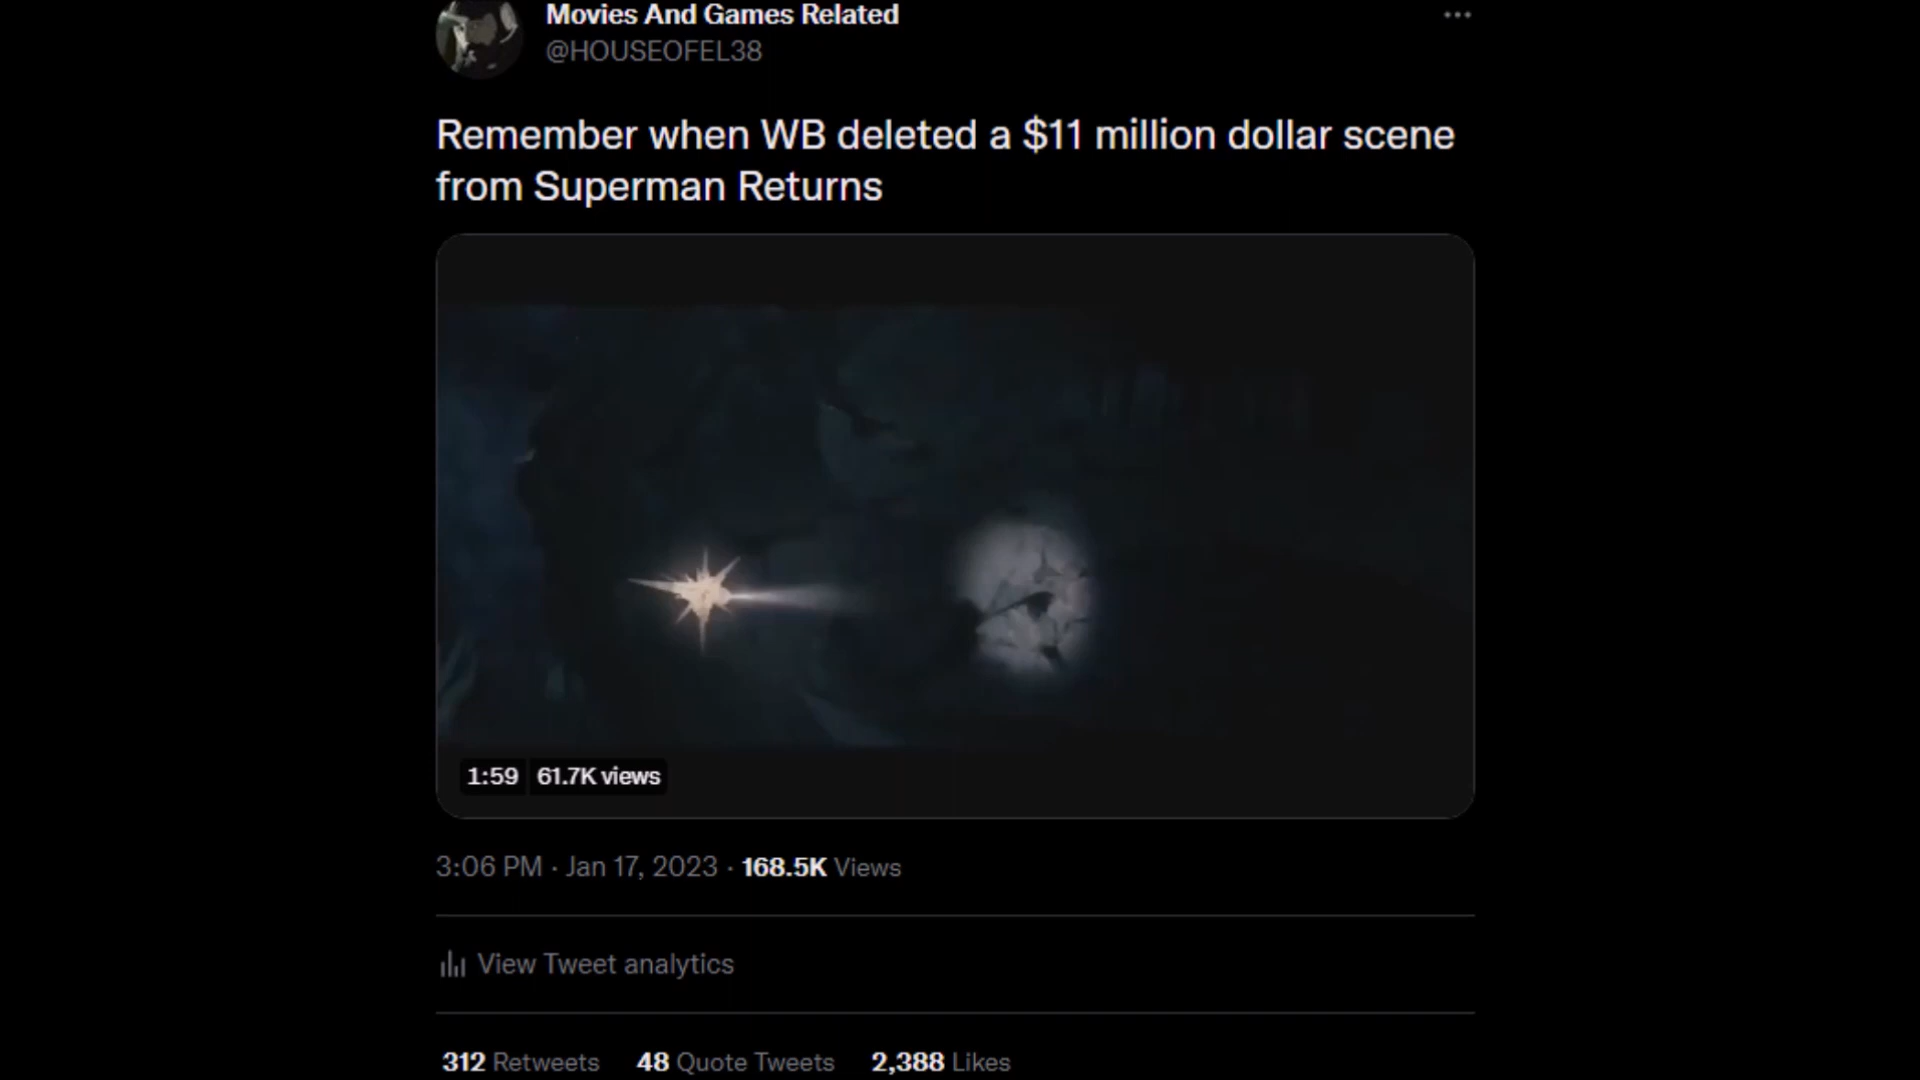 Movies And Games Related
@HOUSEOFEL38
Remember when WB deleted a $11 million dollar scene
from Superman Returns
1:59 61.7K views
3:06 PM · Jan 17, 2023 · 168.5K Views
View Tweet analytics
312 Retweets 48 Quote Tweets 2,388 Likes